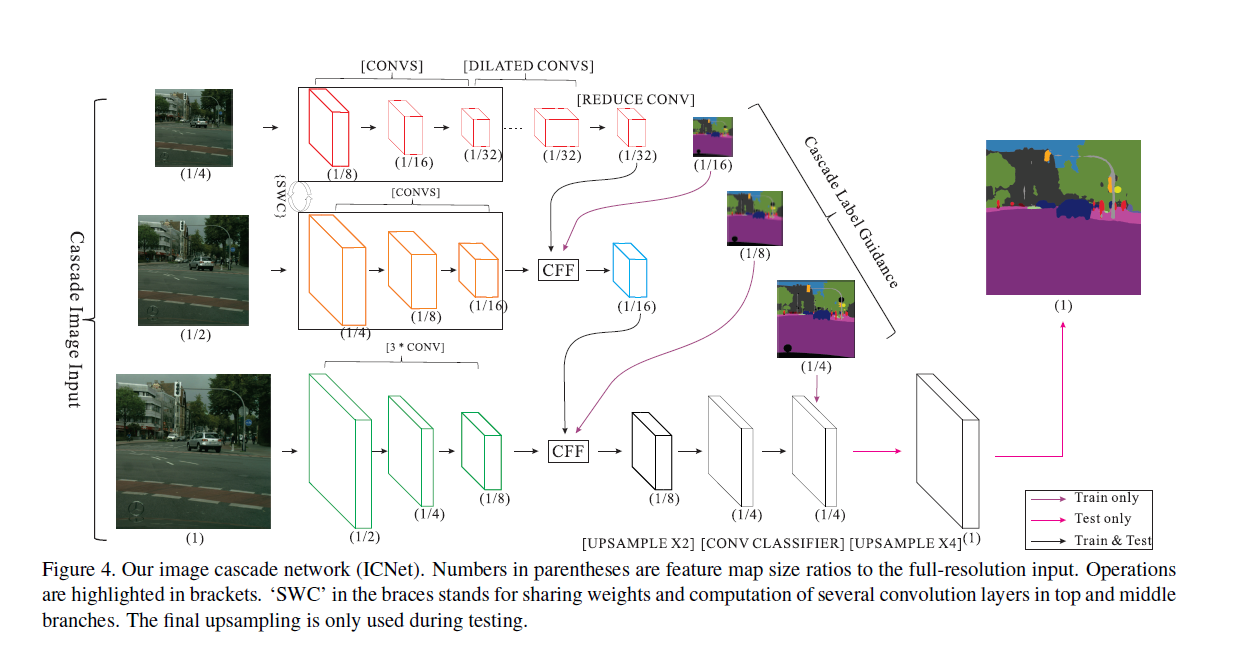 [CONVS] [DILATED CONVS]
[REDUCE CONV]
(1/4)
(1/8)
(1/16)
(1/32)
(1/32)
(1/32)
(1/16)
{SWC}
[CONVS]
Cascade Label Guidance
(1/8)
CFF
Cascade Image Input
(1/2)
(1/4)
(1/8)
(1/16)
(1/16)
(1)
[3 * CONV]
(1/4)
CFF
(1)
(1/2)
(1/4)
(1/8)
(1/8)
(1/4)
(1/4)
(1)
Train only
Test only
Train & Test
[UPSAMPLE X2] [CONV CLASSIFIER] [UPSAMPLE X4]
Figure 4. Our image cascade network (ICNet). Numbers in parentheses are feature map size ratios to the full-resolution input. Operations
are highlighted in brackets. ‘SWC’ in the braces stands for sharing weights and computation of several convolution layers in top and middle
branches. The final upsampling is only used during testing.